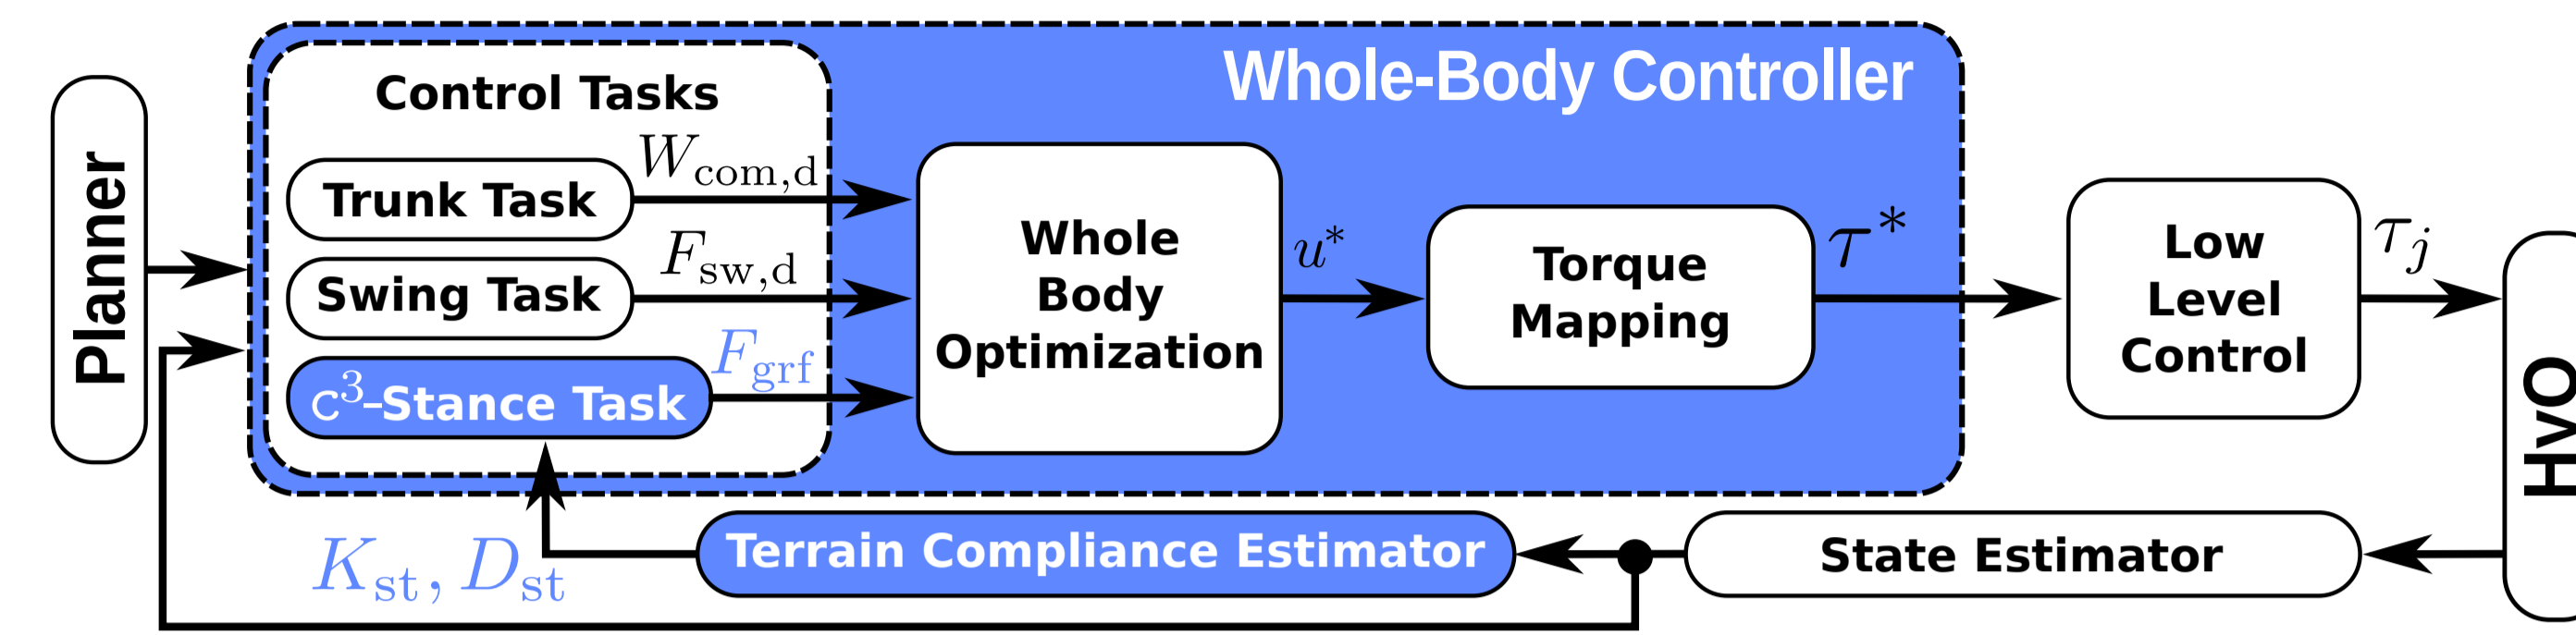 Whole-Body Controller
Control Tasks
Planner
Trunk Task
W_com,d
Swing Task
F_sw,d
c³-Stance Task
F_grf
Whole
Body
Optimization
u*
Torque
Mapping
τ*
Low
Level
Control
τ_j
HyQ
K_st, D_st
Terrain Compliance Estimator
State Estimator